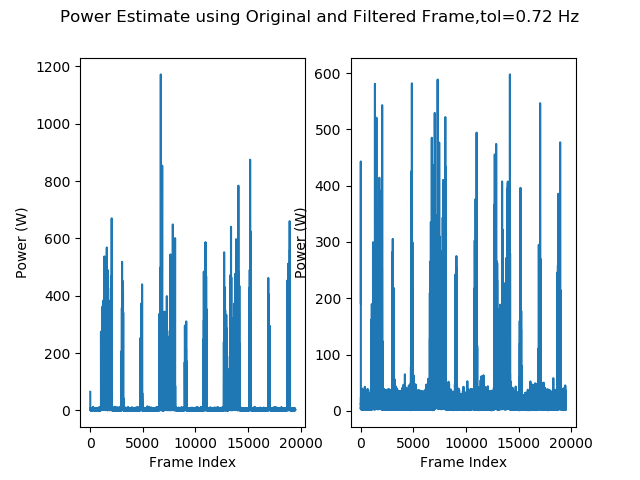 Power Estimate using Original and Filtered Frame,tol=0.72 Hz
1200
1000
800
600
400
200
0
Power (W)
0 5000 10000 15000 20000
Frame Index
600
500
400
300
200
100
0
Power (W)
0 5000 10000 15000 20000
Frame Index